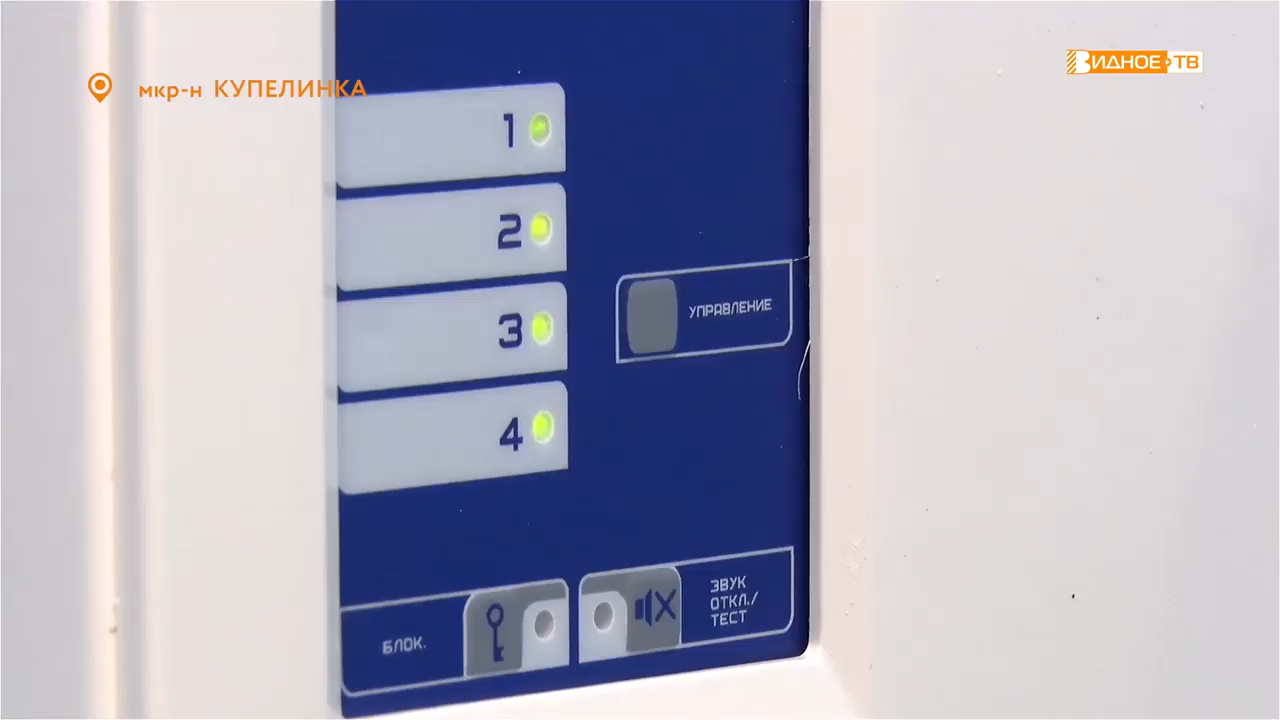 мкр-н КУПЕЛИНКА
ВИДНОЕ ТВ
1
2
3
4
УПРАВЛЕНИЕ
БЛОК.
ЗВУК
ОТКЛ./
ТЕСТ